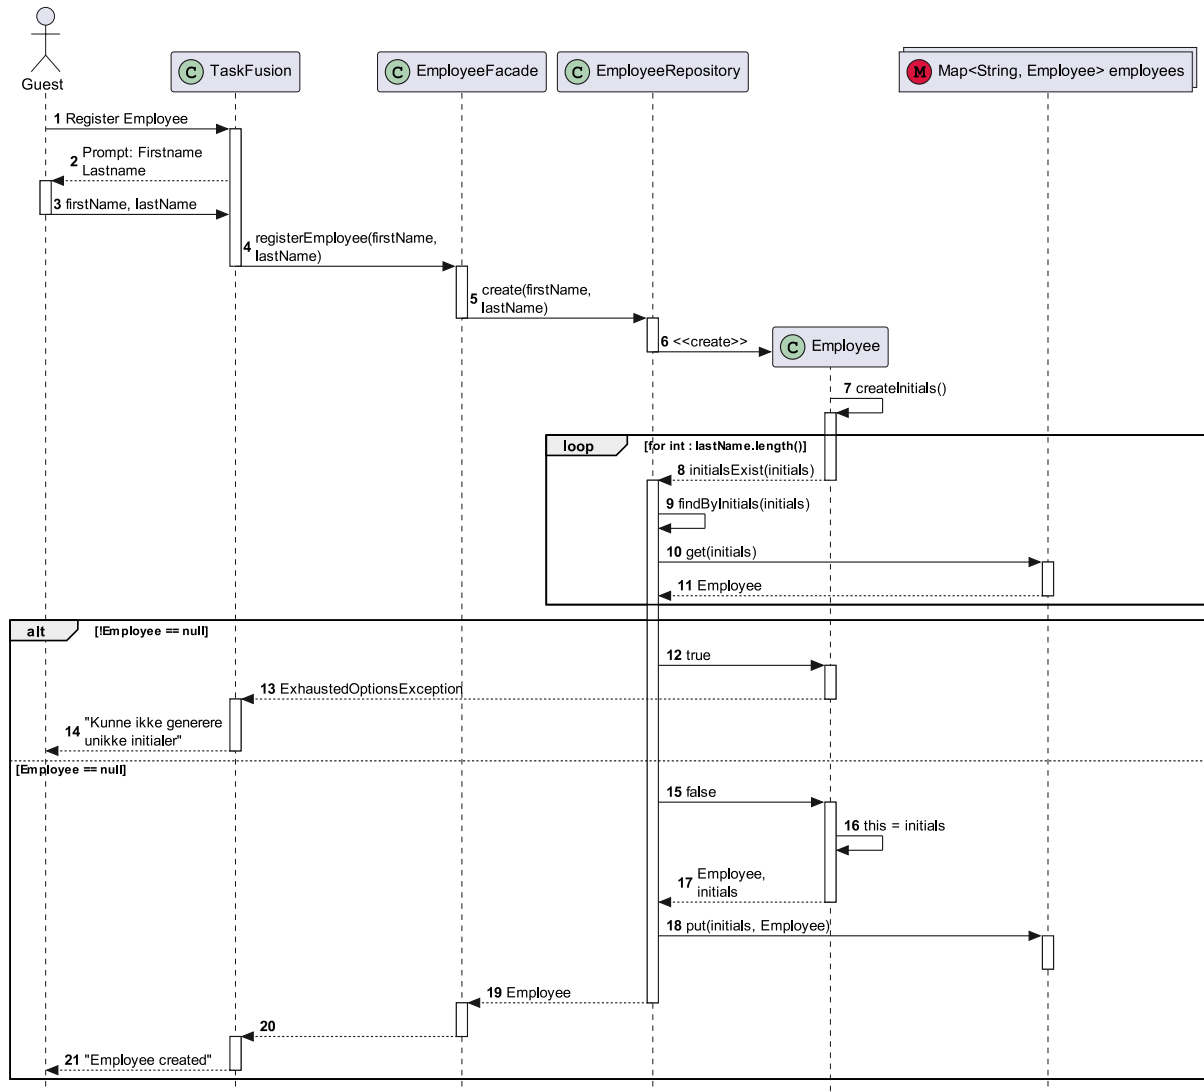 Guest
C TaskFusion
C EmployeeFacade
C EmployeeRepository
M Map<String, Employee> employees
1 Register Employee
2 Prompt: Firstname
Lastname
3 firstName, lastName
4 registerEmployee(firstName,
lastName)
5 create(firstName,
lastName)
6 <<create>>
C Employee
7 createInitials()
loop [for int : lastName.length()]
8 initialsExist(initials)
9 findByInitials(initials)
10 get(initials)
11 Employee
alt [!Employee == null]
12 true
13 ExhaustedOptionsException
14 "Kunne ikke generere
unikke initialer"
[Employee == null]
15 false
16 this = initials
17 Employee,
initials
18 put(initials, Employee)
19 Employee
20
21 "Employee created"